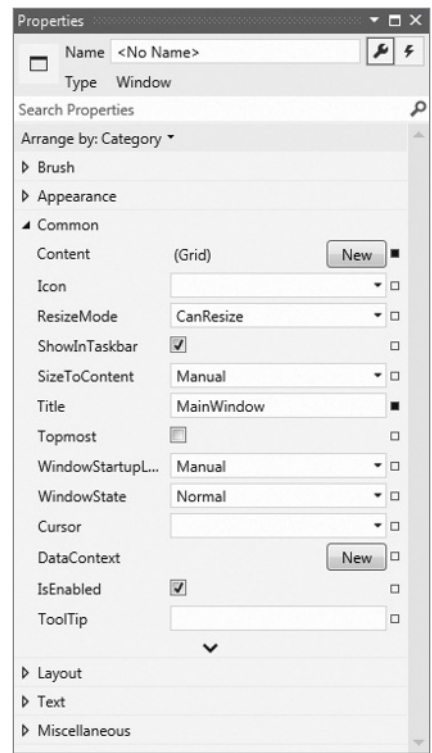 Properties
Name <No Name>
Type Window
Search Properties
Arrange by: Category
Brush
Appearance
Common
Content (Grid) New
Icon
ResizeMode CanResize
ShowInTaskbar
SizeToContent Manual
Title MainWindow
Topmost
WindowStartupL... Manual
WindowState Normal
Cursor
DataContext New
IsEnabled
ToolTip
Layout
Text
Miscellaneous